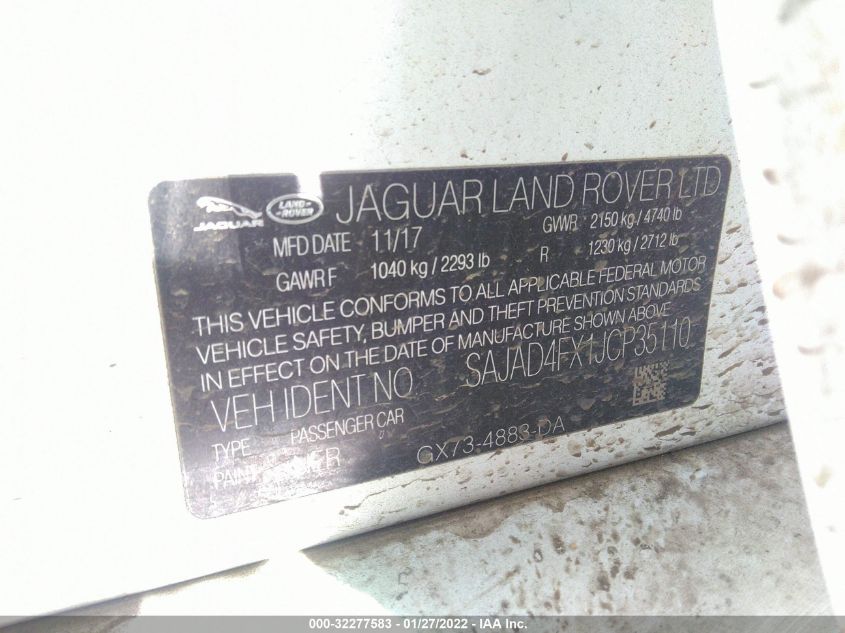 JAGUAR LAND-ROVER JAGUAR LAND ROVER LTD
MFD DATE 11/17 GVWR 2150 kg / 4740 lb
GAWR F 1040 kg / 2293 lb R 1230 kg / 2712 lb
THIS VEHICLE CONFORMS TO ALL APPLICABLE FEDERAL MOTOR
VEHICLE SAFETY, BUMPER AND THEFT PREVENTION STANDARDS
IN EFFECT ON THE DATE OF MANUFACTURE SHOWN ABOVE
VEH IDENT NO SAJAD4FX1JCP35110
TYPE PASSENGER CAR
GX73-4883-DA
000-32277583 - 01/27/2022 - IAA Inc.